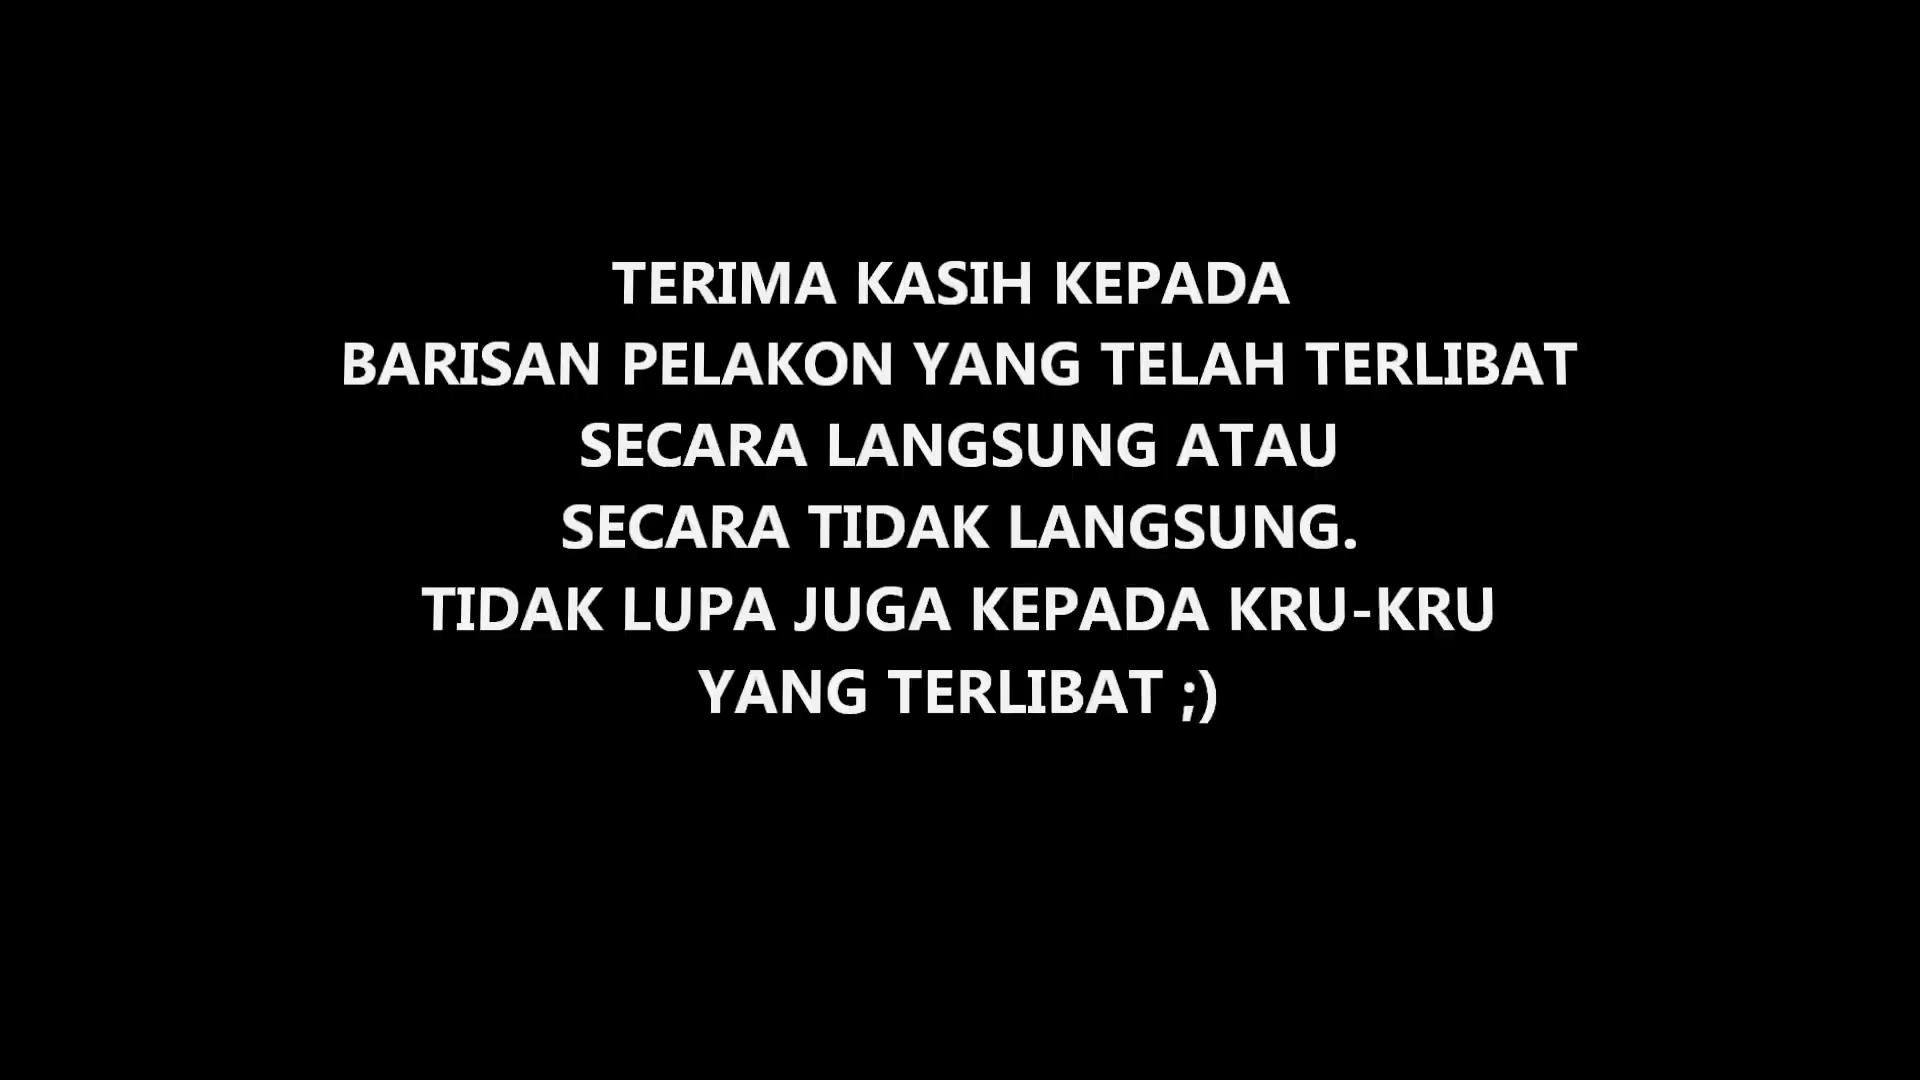 TERIMA KASIH KEPADA
BARISAN PELAKON YANG TELAH TERLIBAT
SECARA LANGSUNG ATAU
SECARA TIDAK LANGSUNG.
TIDAK LUPA JUGA KEPADA KRU-KRU
YANG TERLIBAT ;)